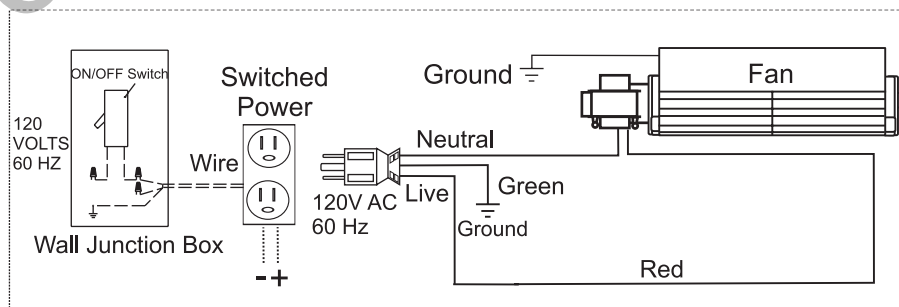 ON/OFF Switch
120
VOLTS
60 HZ
Wall Junction Box
Wire
Switched
Power
-+
120V AC
60 Hz
Neutral
Live
Green
Ground
Ground
Fan
Red